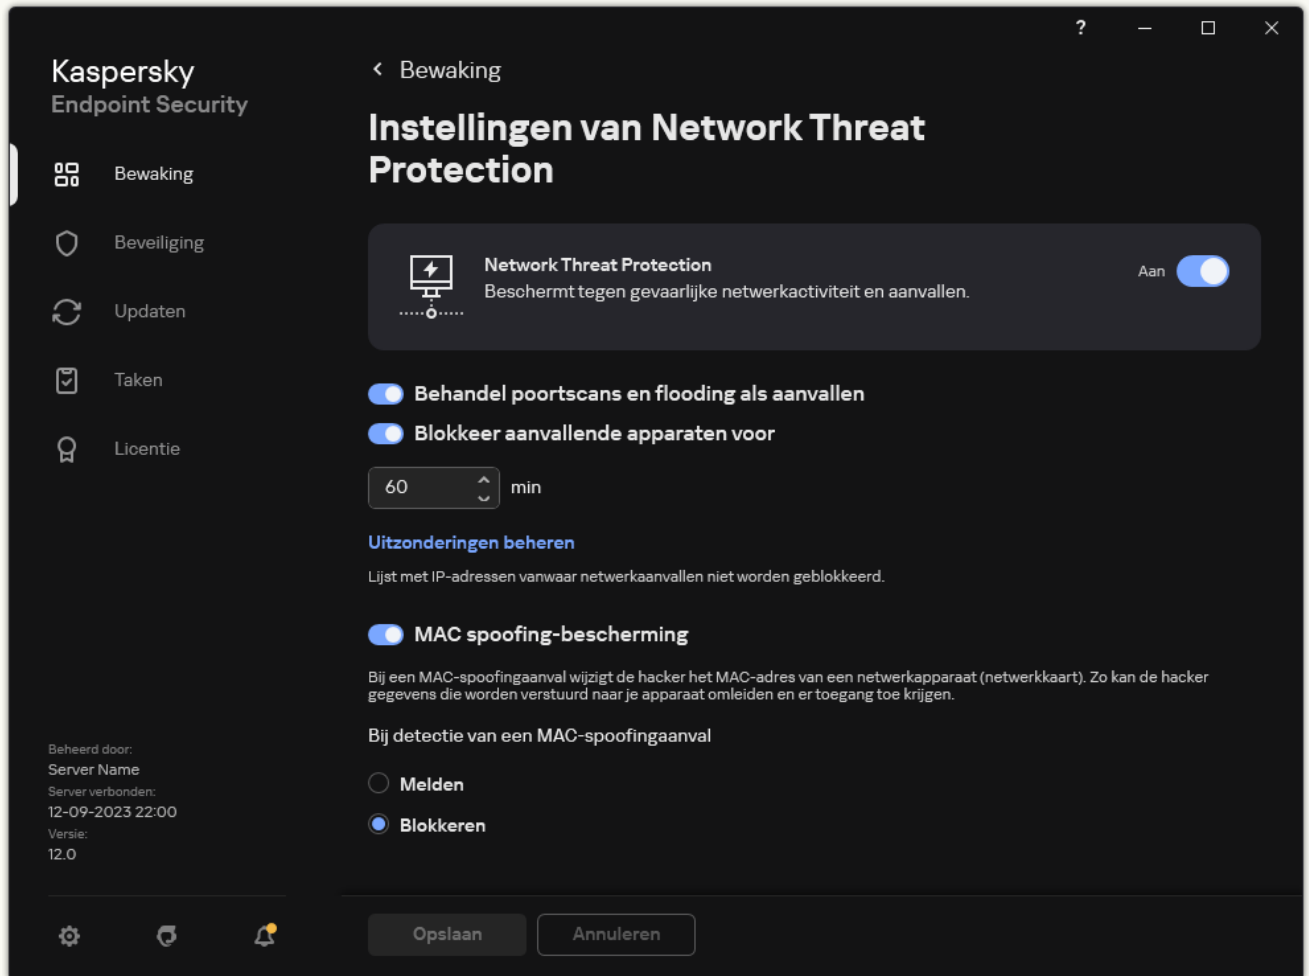 ?
Kaspersky
Endpoint Security
Bewaking
Beveiliging
Updaten
Taken
Licentie
Beheerd door:
Server Name
Server verbonden:
12-09-2023 22:00
Versie:
12.0
Bewaking
Instellingen van Network Threat
Protection
Network Threat Protection
Beschermt tegen gevaarlijke netwerkactiviteit en aanvallen.
Aan
Behandel poortscans en flooding als aanvallen
Blokkeer aanvallende apparaten voor
60 min
Uitzonderingen beheren
Lijst met IP-adressen vanwaar netwerkaanvallen niet worden geblokkeerd.
MAC spoofing-bescherming
Bij een MAC-spoofingaanval wijzigt de hacker het MAC-adres van een netwerkapparaat (netwerkkaart). Zo kan de hacker
gegevens die worden verstuurd naar je apparaat omleiden en er toegang toe krijgen.
Bij detectie van een MAC-spoofingaanval
Melden
Blokkeren
Opslaan
Annuleren